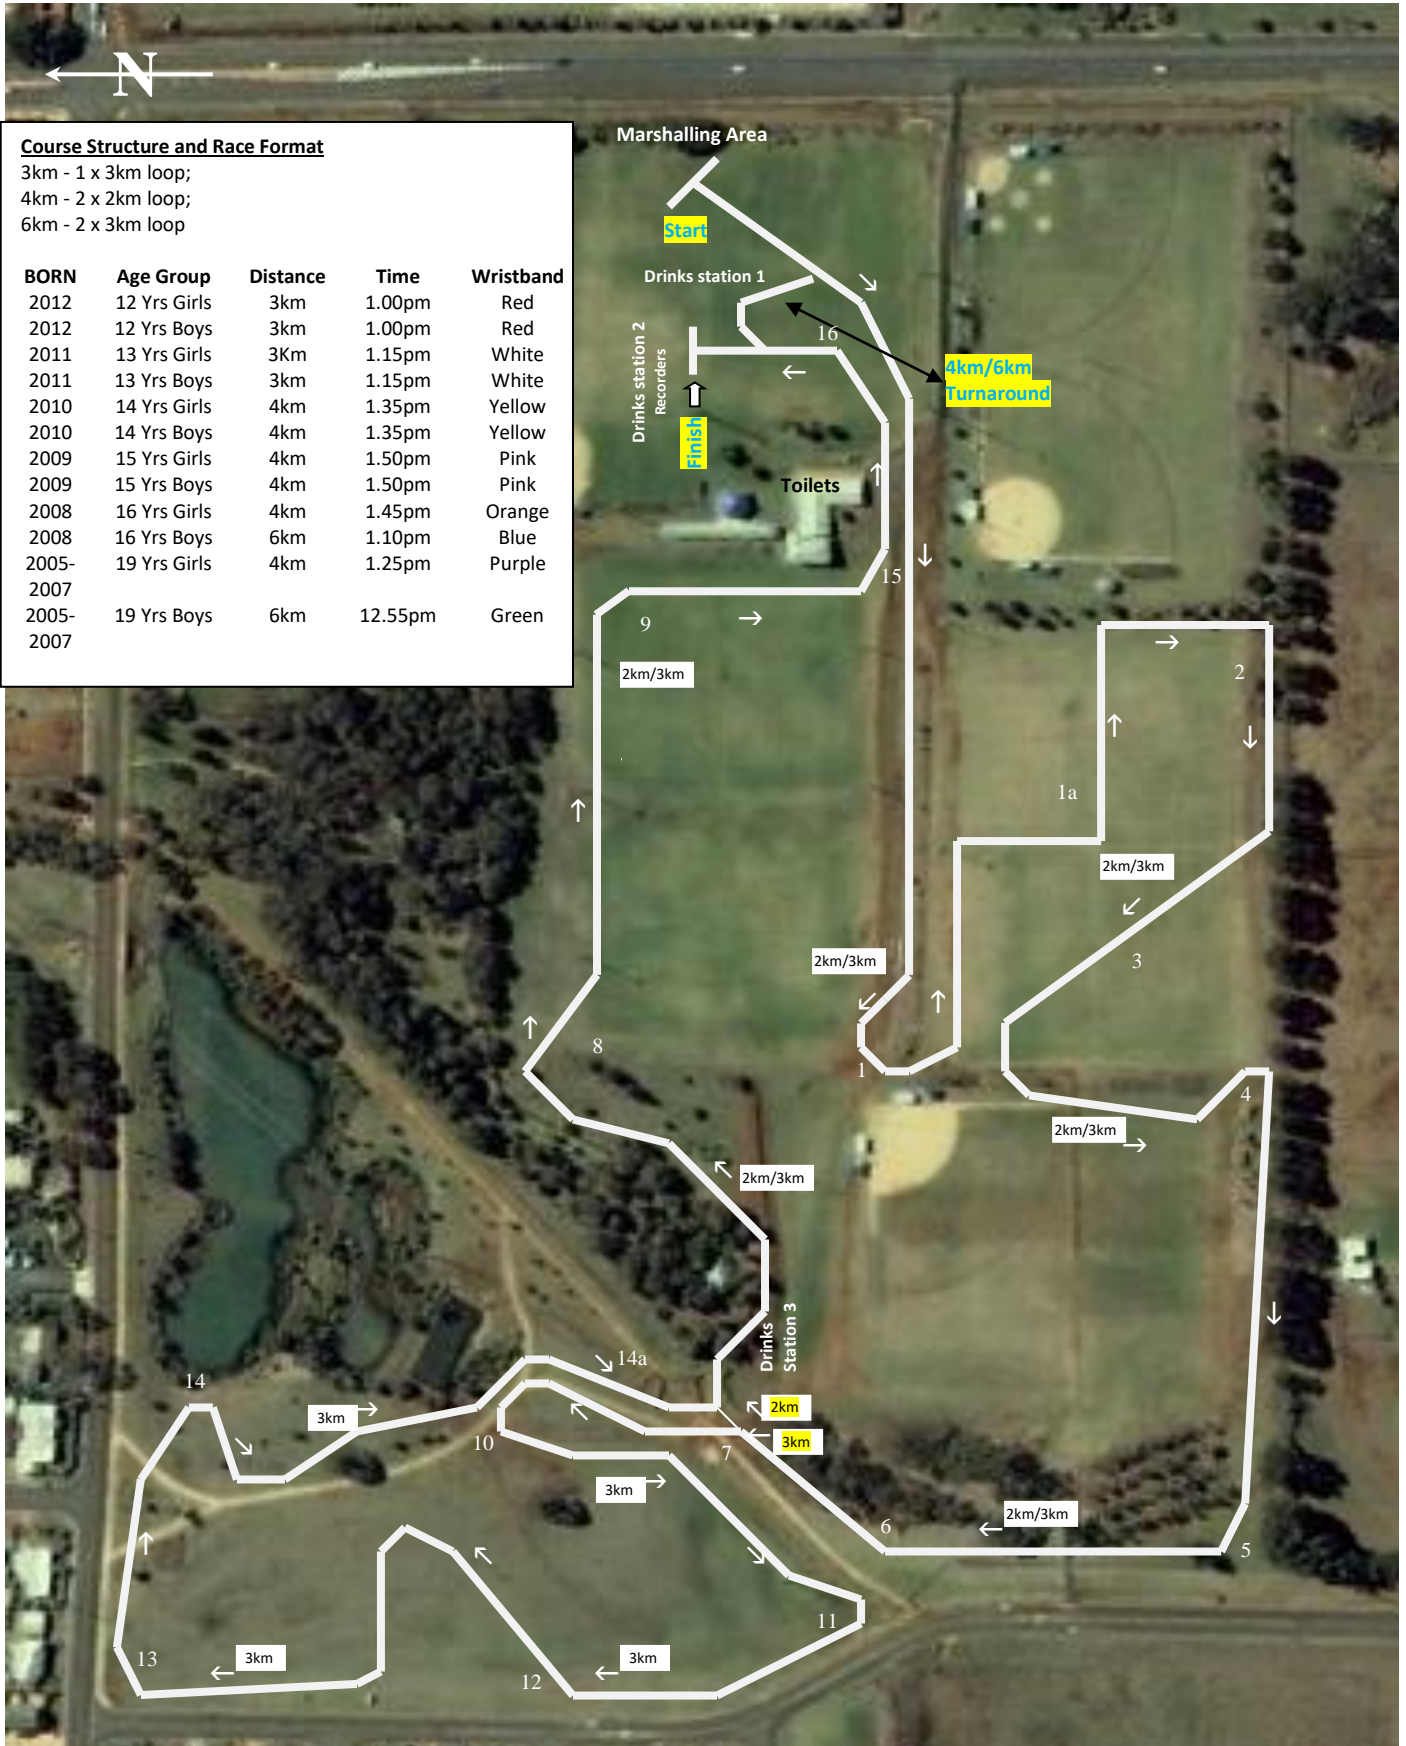 N
Course Structure and Race Format
3km - 1 x 3km loop;
4km - 2 x 2km loop;
6km - 2 x 3km loop
BORN Age Group Distance Time Wristband
2012 12 Yrs Girls 3km 1.00pm Red
2012 12 Yrs Boys 3km 1.00pm Red
2011 13 Yrs Girls 3Km 1.15pm White
2011 13 Yrs Boys 3km 1.15pm White
2010 14 Yrs Girls 4km 1.35pm Yellow
2010 14 Yrs Boys 4km 1.35pm Yellow
2009 15 Yrs Girls 4km 1.50pm Pink
2009 15 Yrs Boys 4km 1.50pm Pink
2008 16 Yrs Girls 4km 1.45pm Orange
2008 16 Yrs Boys 6km 1.10pm Blue
2005- 19 Yrs Girls 4km 1.25pm Purple
2007
2005- 19 Yrs Boys 6km 12.55pm Green
2007
Marshalling Area
Start
Drinks station 1
16
Drinks station 2
Recorders
Finish
4km/6km
Turnaround
Toilets
15
9
2km/3km
2
1a
2km/3km
3
2km/3km
1
8
4
2km/3km
2km/3km
Drinks
Station 3
14a
14
3km
2km
3km
10
7
3km
2km/3km
6
5
11
13
3km
12
3km